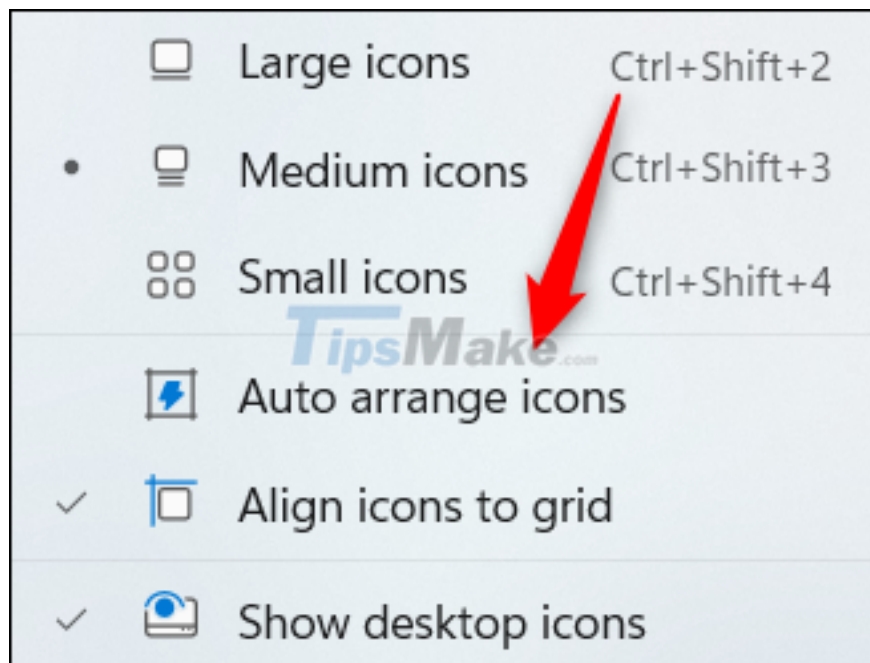 Large icons Ctrl+Shift+2
Medium icons Ctrl+Shift+3
Small icons Ctrl+Shift+4
TipsMake.com
Auto arrange icons
Align icons to grid
Show desktop icons